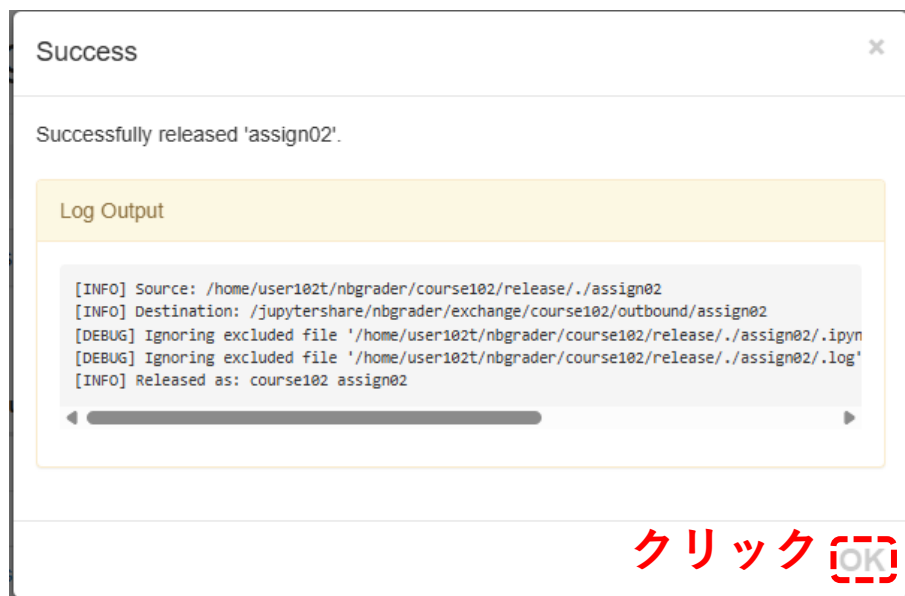 Success
×
Successfully released 'assign02'.
Log Output
[INFO] Source: /home/user102t/nbgrader/course102/release/./assign02
[INFO] Destination: /jupytershare/nbgrader/exchange/course102/outbound/assign02
[DEBUG] Ignoring excluded file '/home/user102t/nbgrader/course102/release/./assign02/.ipyn
[DEBUG] Ignoring excluded file '/home/user102t/nbgrader/course102/release/./assign02/.log'
[INFO] Released as: course102 assign02
クリック OK